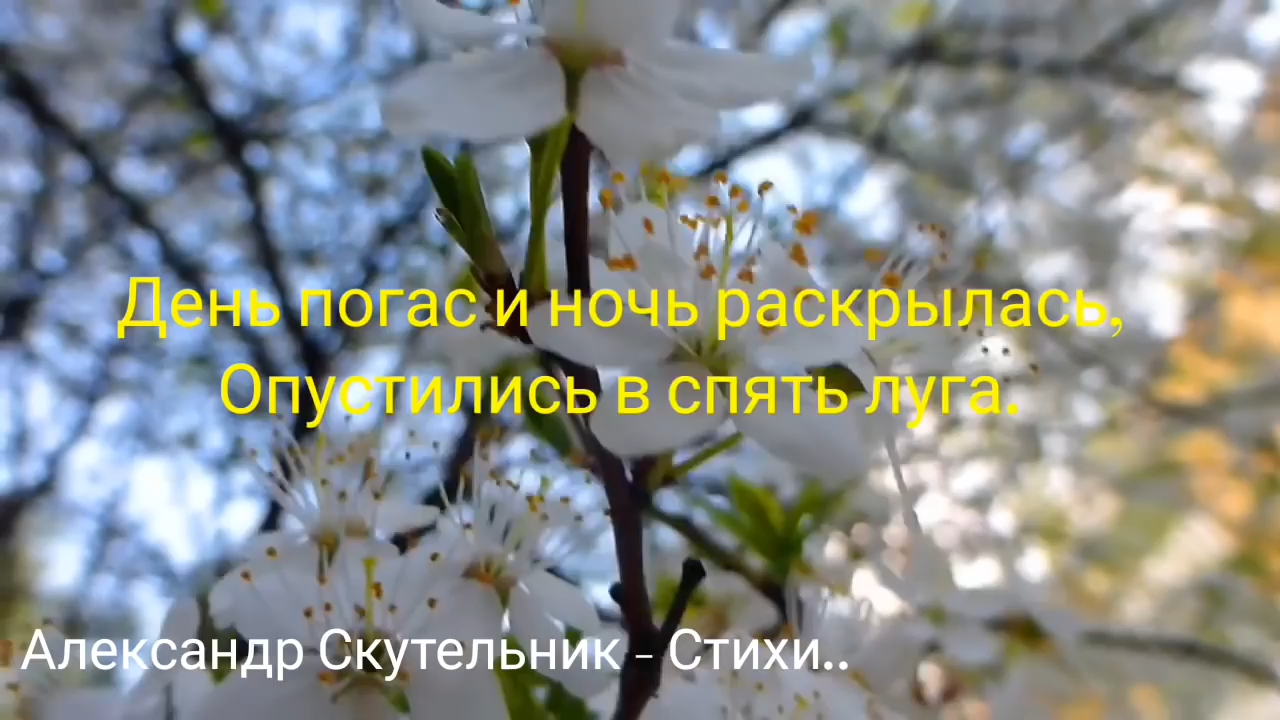 День погас и ночь раскрылась,
Опустились в спять луга.
Александр Скутельник - Стихи..